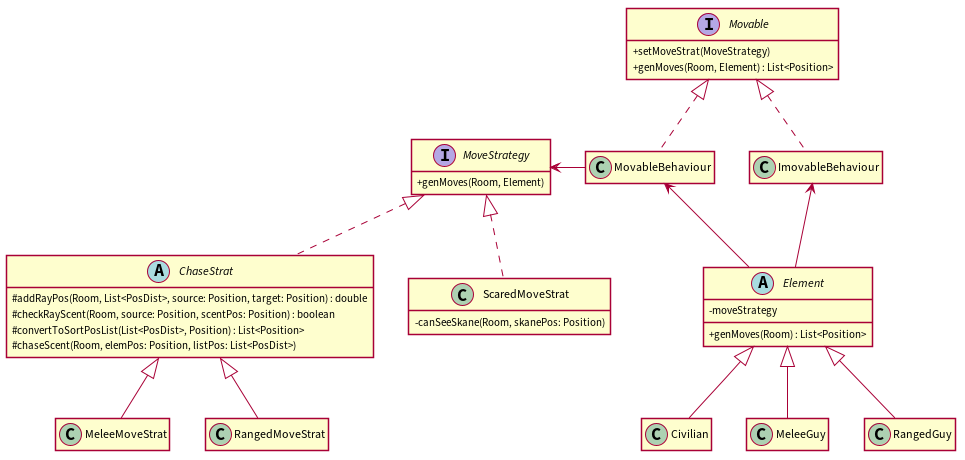 I Movable
+setMoveStrat(MoveStrategy)
+genMoves(Room, Element) : List<Position>
I MoveStrategy
+genMoves(Room, Element)
C MovableBehaviour
C ImovableBehaviour
A ChaseStrat
#addRayPos(Room, List<PosDist>, source: Position, target: Position) : double
#checkRayScent(Room, source: Position, scentPos: Position) : boolean
#convertToSortPosList(List<PosDist>, Position) : List<Position>
#chaseScent(Room, elemPos: Position, listPos: List<PosDist>)
C ScaredMoveStrat
-canSeeSkane(Room, skanePos: Position)
A Element
-moveStrategy
+genMoves(Room) : List<Position>
C MeleeMoveStrat
C RangedMoveStrat
C Civilian
C MeleeGuy
C RangedGuy